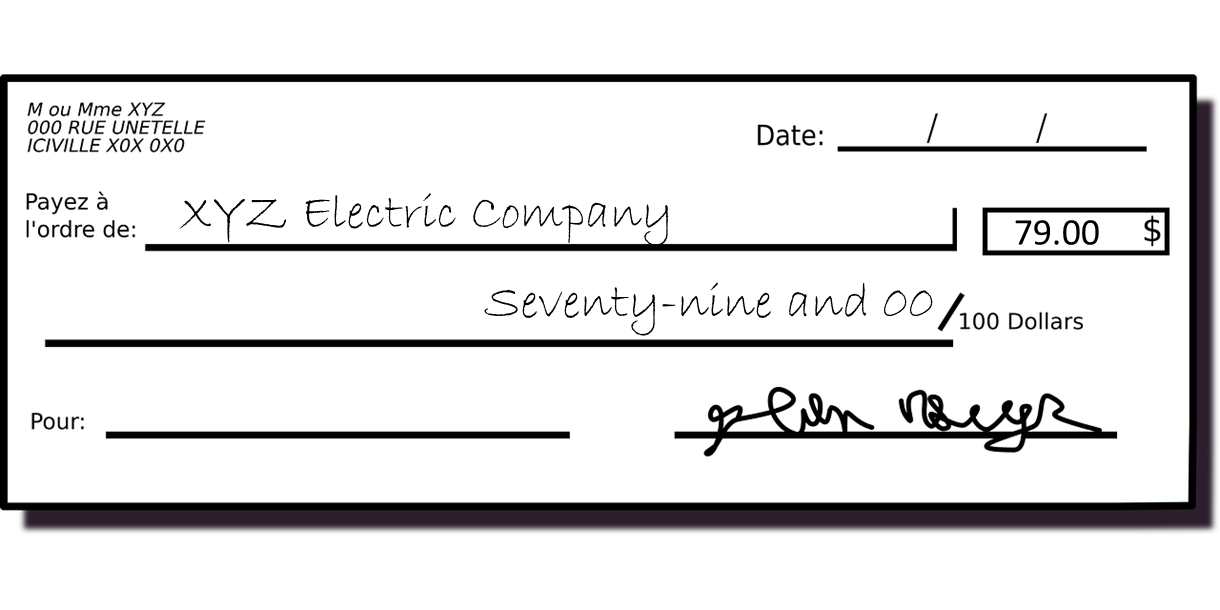 M ou Mme XYZ
000 RUE UNETELLE
ICIVILLE X0X 0X0
Date: / /
Payez à
l'ordre de: XYZ Electric Company 79.00 $
Seventy-nine and 00/100 Dollars
Pour: